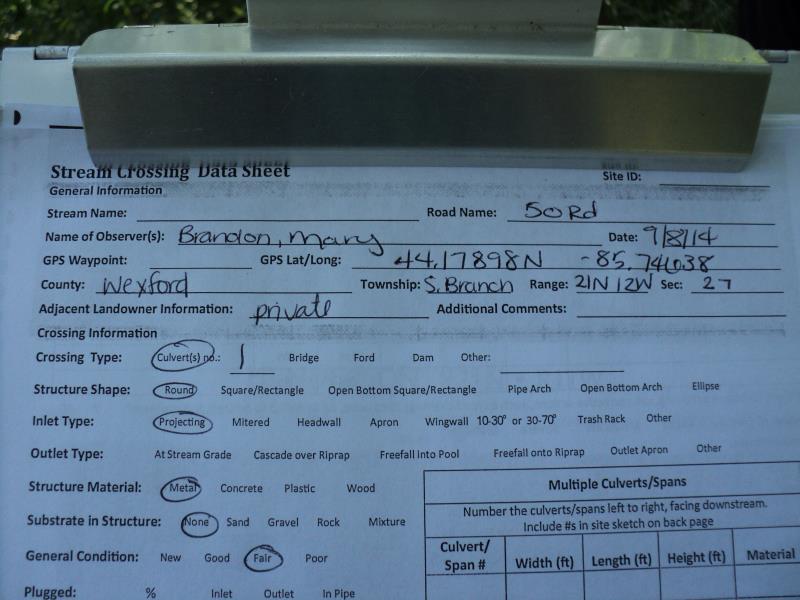 Stream Crossing Data Sheet
Site ID:
General Information
Stream Name: Road Name: 50 Rd
Name of Observer(s): Brandon, Mary Date: 9/8/14
GPS Waypoint: GPS Lat/Long: 44.17898N -85.74638
County: Wexford Township: S. Branch Range: 21N 12W Sec: 27
Adjacent Landowner Information: private Additional Comments:
Crossing Information
Crossing Type: Culvert(s) no.: 1 Bridge Ford Dam Other:
Structure Shape: Round Square/Rectangle Open Bottom Square/Rectangle Pipe Arch Open Bottom Arch Ellipse
Inlet Type: Projecting Mitered Headwall Apron Wingwall 10-30° or 30-70° Trash Rack Other
Outlet Type: At Stream Grade Cascade over Riprap Freefall into Pool Freefall onto Riprap Outlet Apron Other
Structure Material: Metal Concrete Plastic Wood
Substrate in Structure: None Sand Gravel Rock Mixture
General Condition: New Good Fair Poor
Plugged: % Inlet Outlet In Pipe
Multiple Culverts/Spans
Number the culverts/spans left to right, facing downstream.
Include #s in site sketch on back page
Culvert/
Span # Width (ft) Length (ft) Height (ft) Material